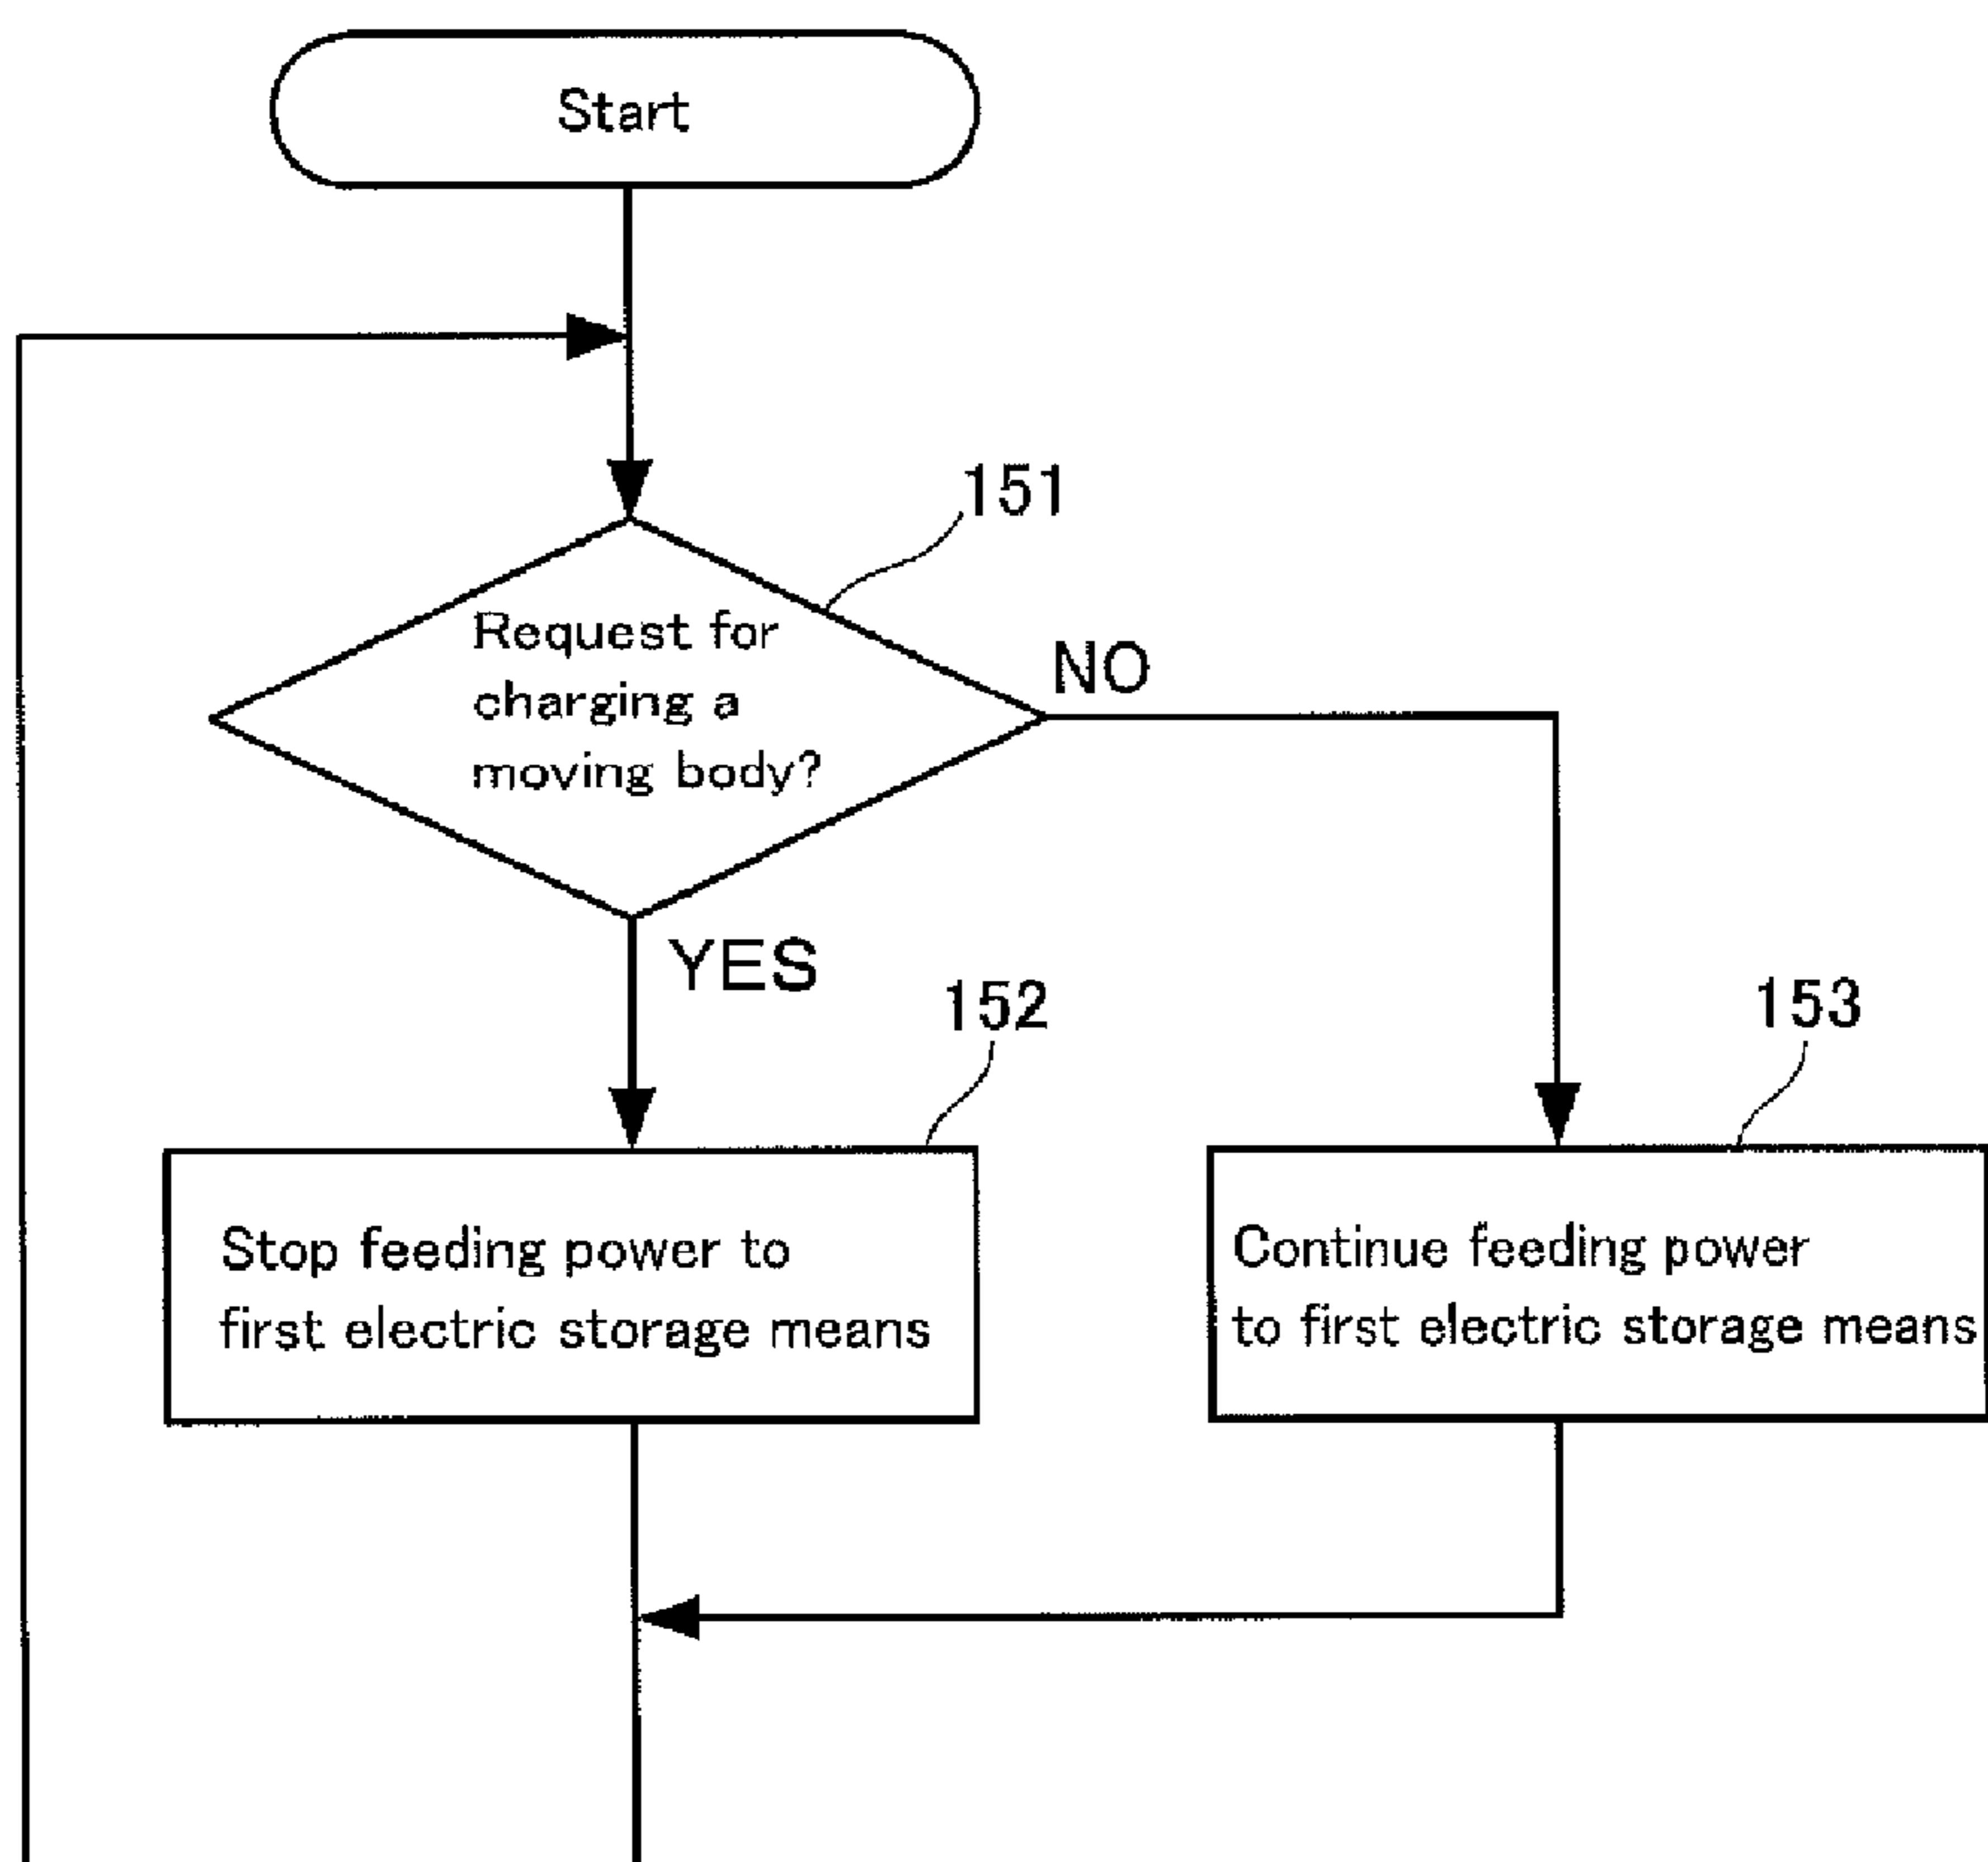 Start
151
Request for
charging a
moving body?
NO
YES
152
153
Stop feeding power to
first electric storage means
Continue feeding power
to first electric storage means